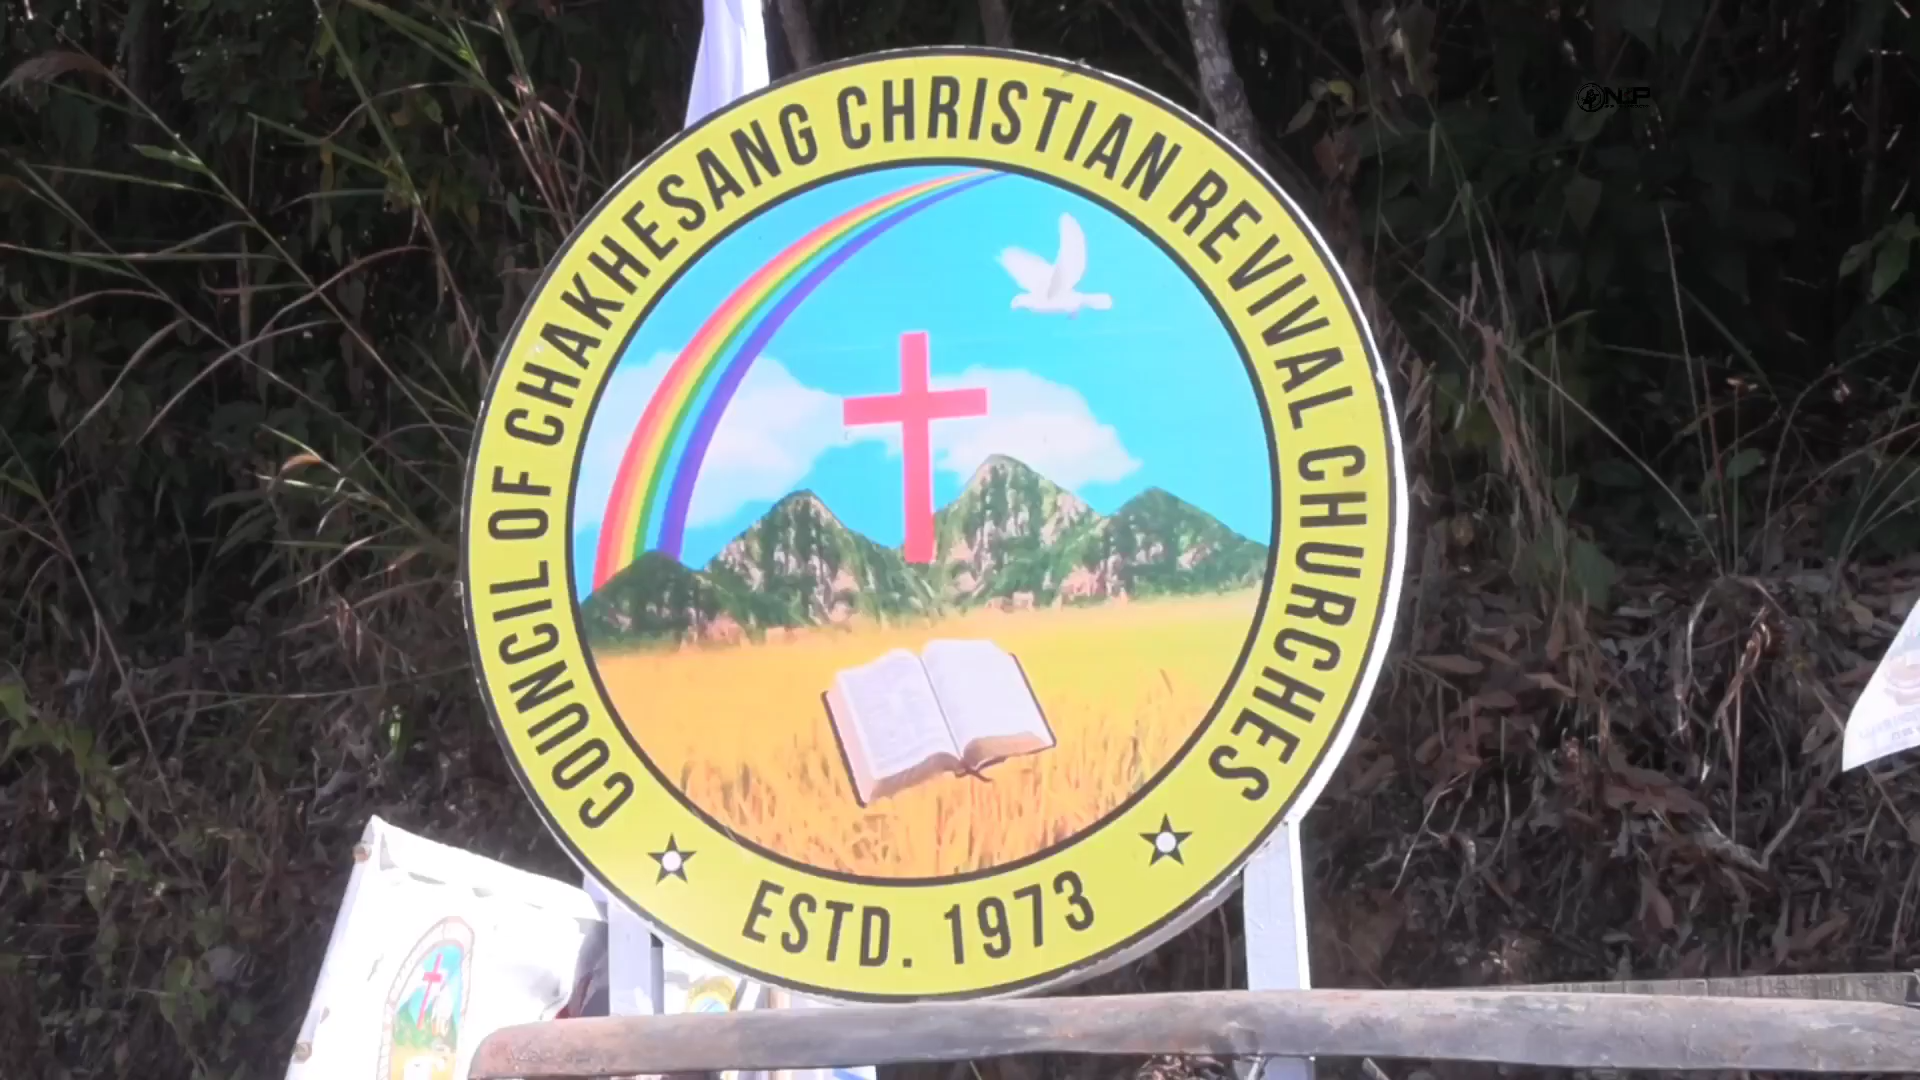 COUNCIL OF CHAKHESANG CHRISTIAN REVIVAL CHURCHES
ESTD. 1973